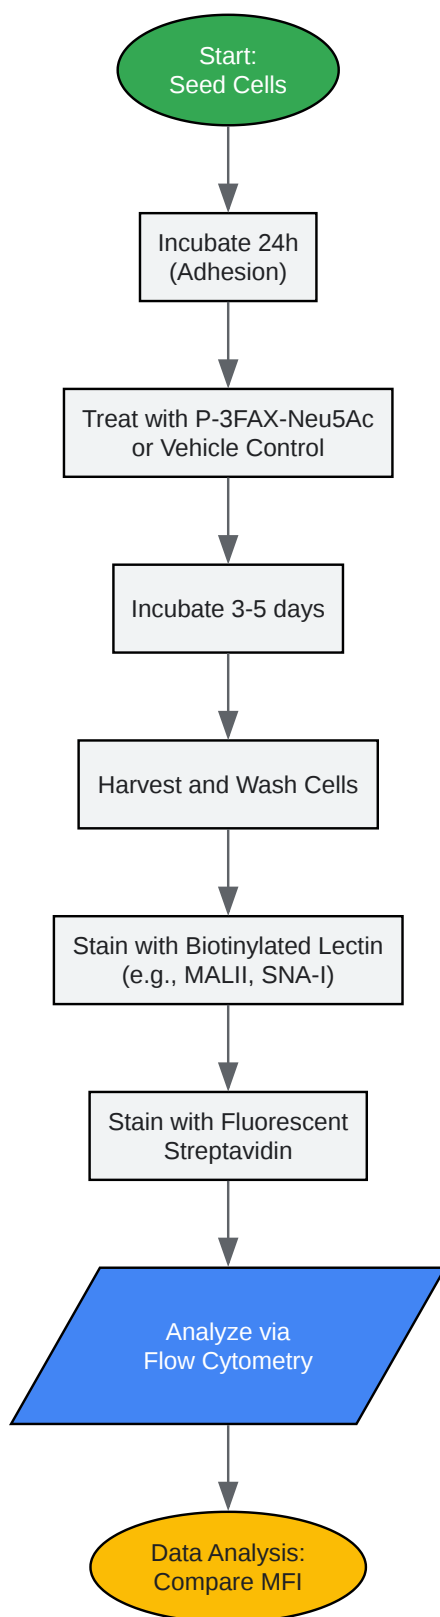 Start:
Seed Cells
Incubate 24h
(Adhesion)
Treat with P-3FAX-Neu5Ac
or Vehicle Control
Incubate 3-5 days
Harvest and Wash Cells
Stain with Biotinylated Lectin
(e.g., MALII, SNA-I)
Stain with Fluorescent
Streptavidin
Analyze via
Flow Cytometry
Data Analysis:
Compare MFI